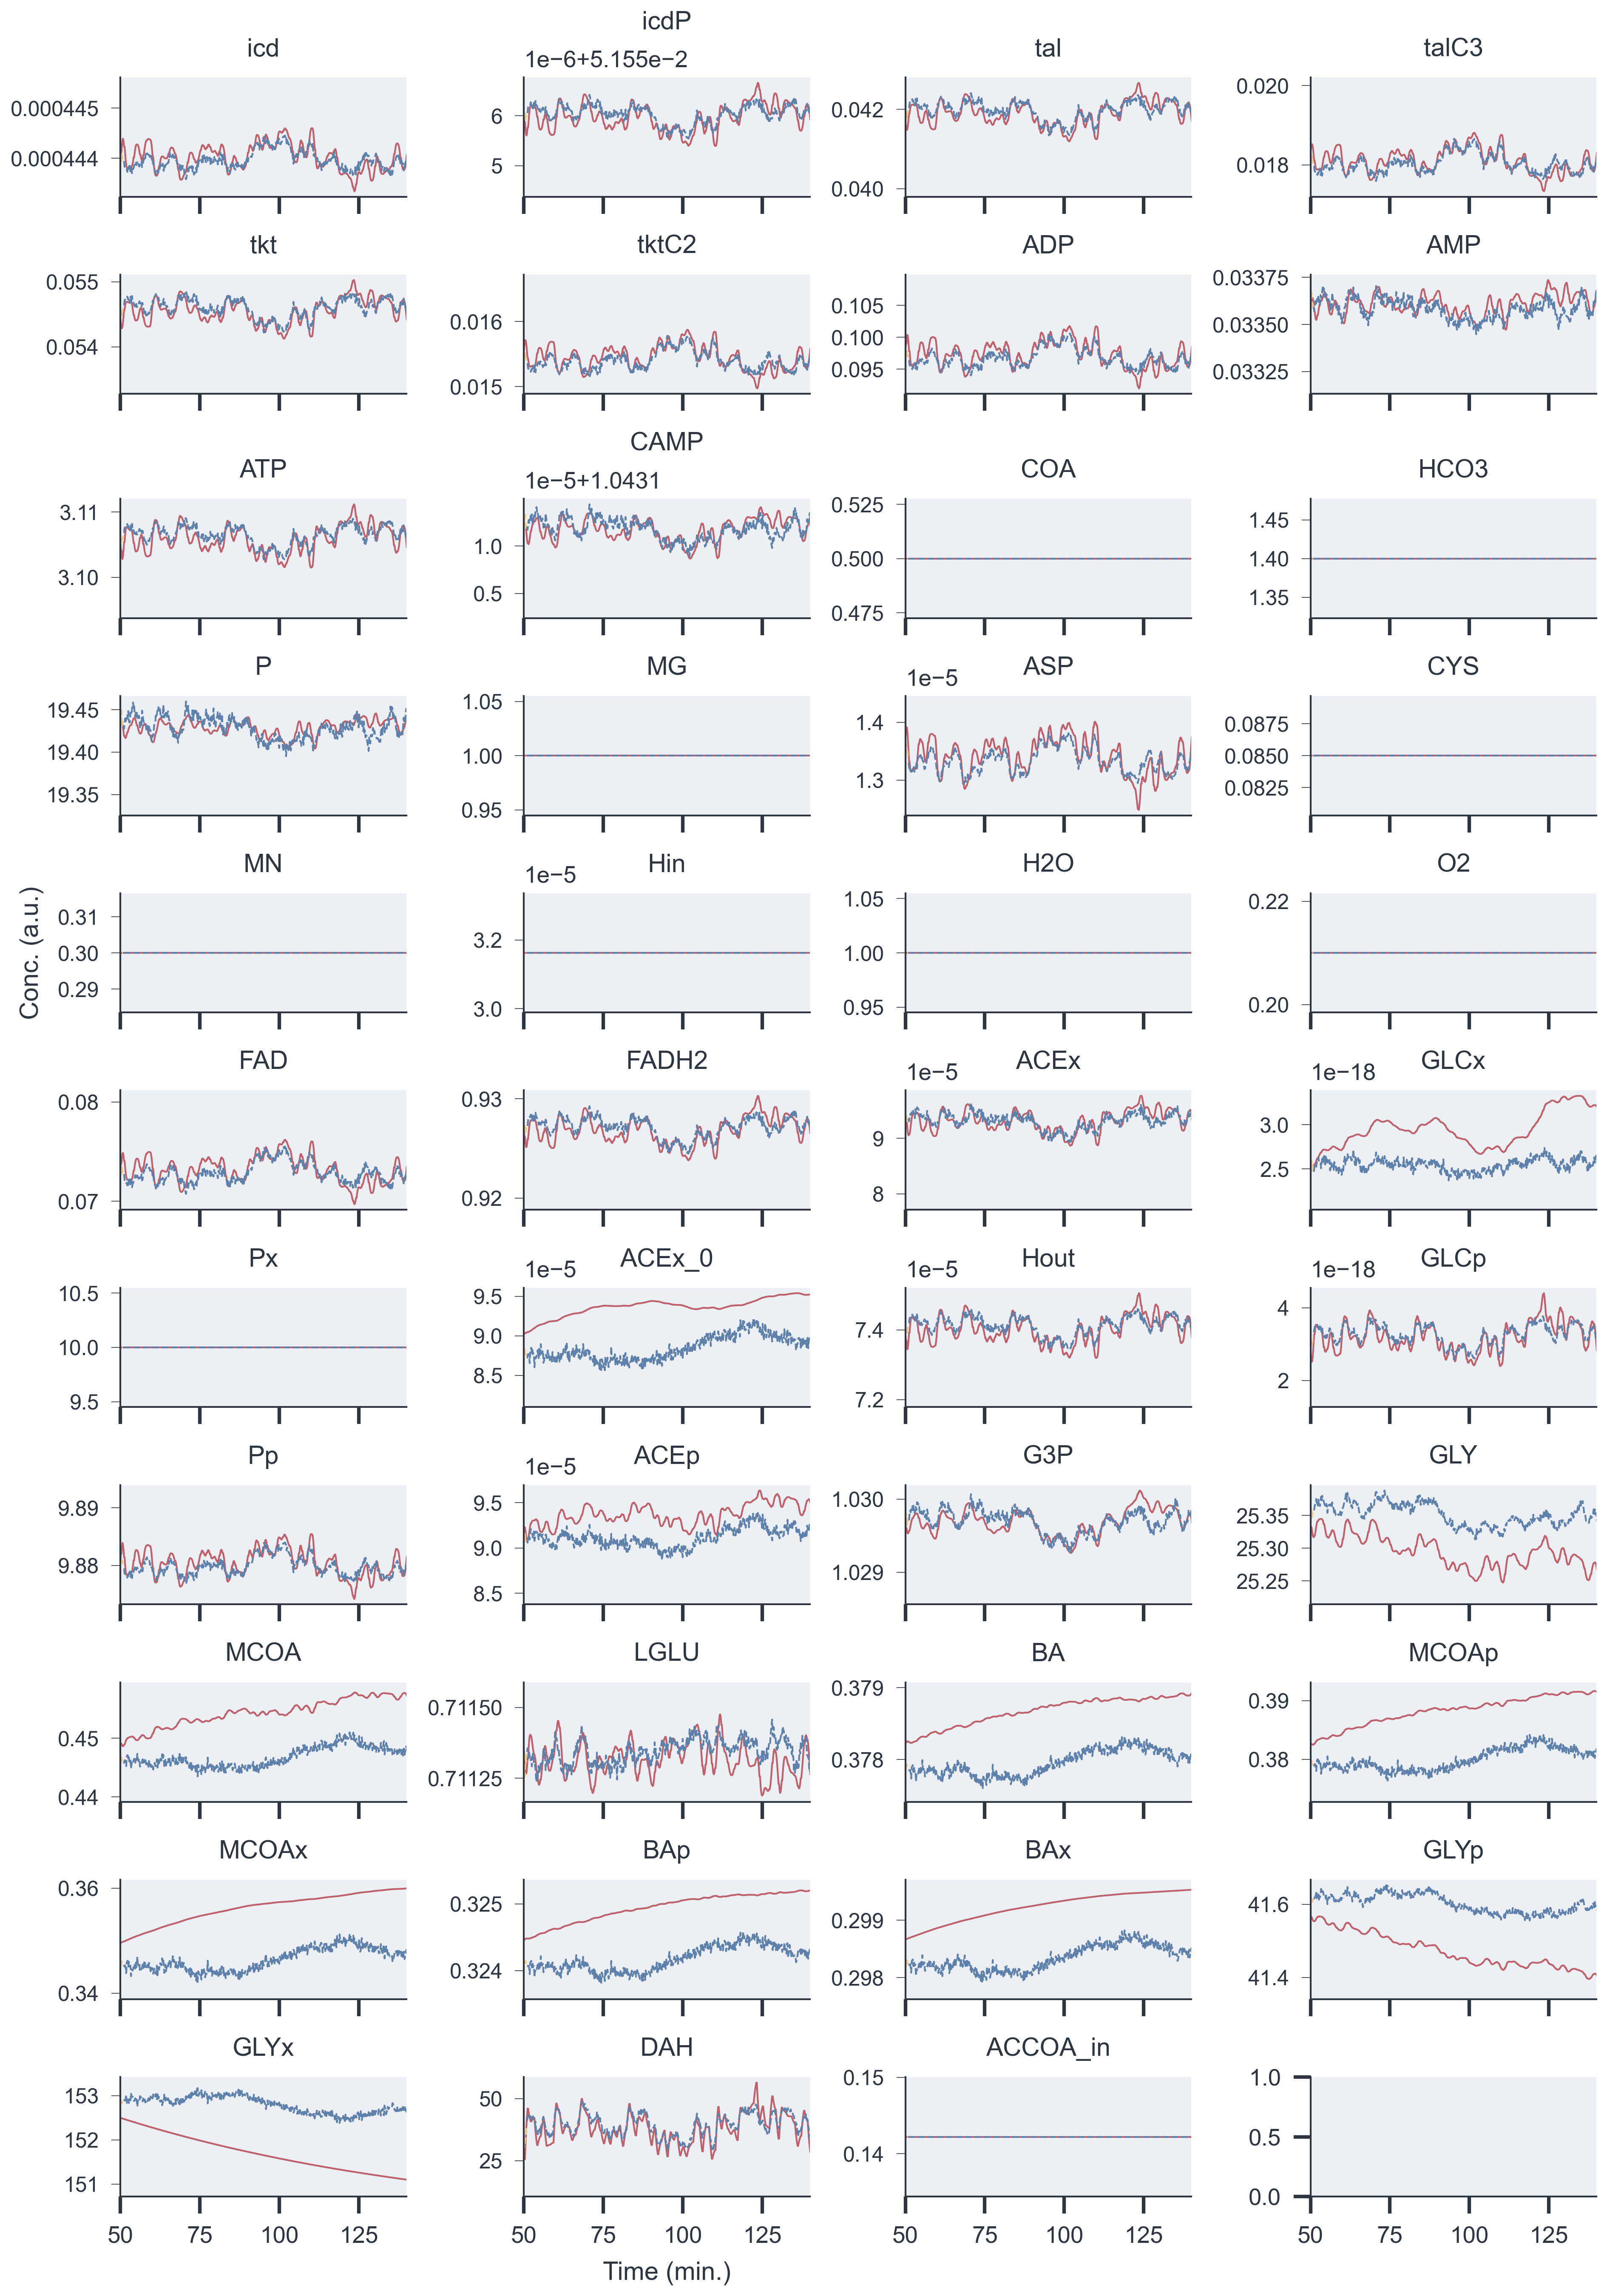 icd
0.000445
0.000444
icdP
1e−6+5.155e−2
6
5
tal
0.042
0.040
talC3
0.020
0.018
tkt
0.055
0.054
tktC2
0.016
0.015
ADP
0.105
0.100
0.095
AMP
0.03375
0.03350
0.03325
ATP
3.11
3.10
CAMP
1e−5+1.0431
1.0
0.5
COA
0.525
0.500
0.475
HCO3
1.45
1.40
1.35
P
19.45
19.40
19.35
MG
1.05
1.00
0.95
ASP
1e−5
1.4
1.3
CYS
0.0875
0.0850
0.0825
MN
0.31
0.30
0.29
Hin
1e−5
3.2
3.0
H2O
1.05
1.00
0.95
O2
0.22
0.20
FAD
0.08
0.07
FADH2
0.93
0.92
ACEx
1e−5
9
8
GLCx
1e−18
3.0
2.5
Px
10.5
10.0
9.5
ACEx_0
1e−5
9.5
9.0
8.5
Hout
1e−5
7.4
7.2
GLCp
1e−18
4
2
Pp
9.89
9.88
ACEp
1e−5
9.5
9.0
8.5
G3P
1.030
1.029
GLY
25.35
25.30
25.25
MCOA
0.45
0.44
LGLU
0.71150
0.71125
BA
0.379
0.378
MCOAp
0.39
0.38
MCOAx
0.36
0.34
BAp
0.325
0.324
BAx
0.299
0.298
GLYp
41.6
41.4
GLYx
153
152
151
50 75 100 125
DAH
50
25
50 75 100 125
ACCOA_in
0.15
0.14
50 75 100 125
1.0
0.5
0.0
50 75 100 125
Conc. (a.u.)
Time (min.)